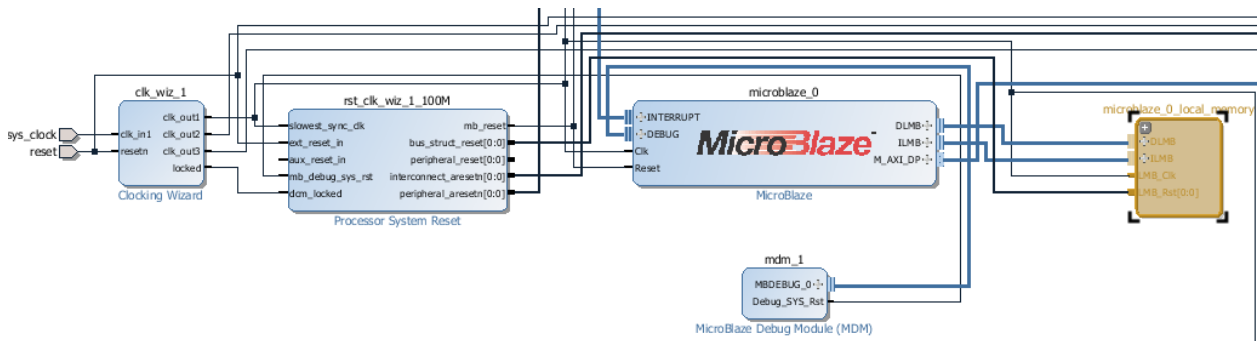 sys_clock
reset
clk_wiz_1
clk_in1
resetn
clk_out1
clk_out2
clk_out3
locked
Clocking Wizard
rst_clk_wiz_1_100M
slowest_sync_clk
ext_reset_in
aux_reset_in
mb_debug_sys_rst
dcm_locked
mb_reset
bus_struct_reset[0:0]
peripheral_reset[0:0]
interconnect_aresetn[0:0]
peripheral_aresetn[0:0]
Processor System Reset
microblaze_0
INTERRUPT
DEBUG
Clk
Reset
MicroBlaze
DLMB
ILMB
M_AXI_DP
MicroBlaze
mdm_1
MBDEBUG_0
Debug_SYS_Rst
MicroBlaze Debug Module (MDM)
microblaze_0_local_memory
DLMB
ILMB
LMB_Clk
LMB_Rst[0:0]